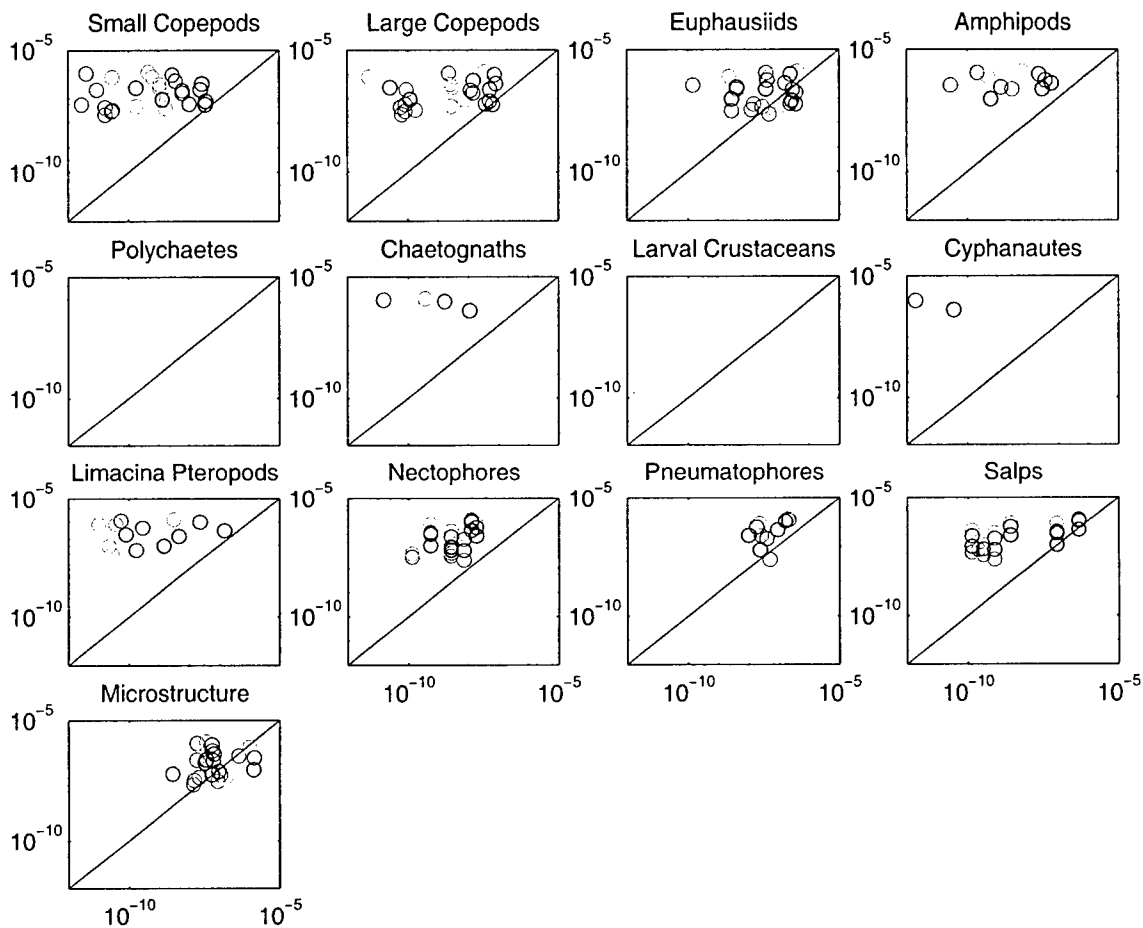 Small Copepods Large Copepods Euphausiids Amphipods
10⁻⁵ 10⁻⁵ 10⁻⁵ 10⁻⁵
10⁻¹⁰ 10⁻¹⁰ 10⁻¹⁰ 10⁻¹⁰
Polychaetes Chaetognaths Larval Crustaceans Cyphanautes
10⁻⁵ 10⁻⁵ 10⁻⁵ 10⁻⁵
10⁻¹⁰ 10⁻¹⁰ 10⁻¹⁰ 10⁻¹⁰
Limacina Pteropods Nectophores Pneumatophores Salps
10⁻⁵ 10⁻⁵ 10⁻⁵ 10⁻⁵
10⁻¹⁰ 10⁻¹⁰ 10⁻¹⁰ 10⁻¹⁰
10⁻¹⁰ 10⁻⁵ 10⁻¹⁰ 10⁻⁵ 10⁻¹⁰ 10⁻⁵
Microstructure
10⁻⁵
10⁻¹⁰
10⁻¹⁰ 10⁻⁵